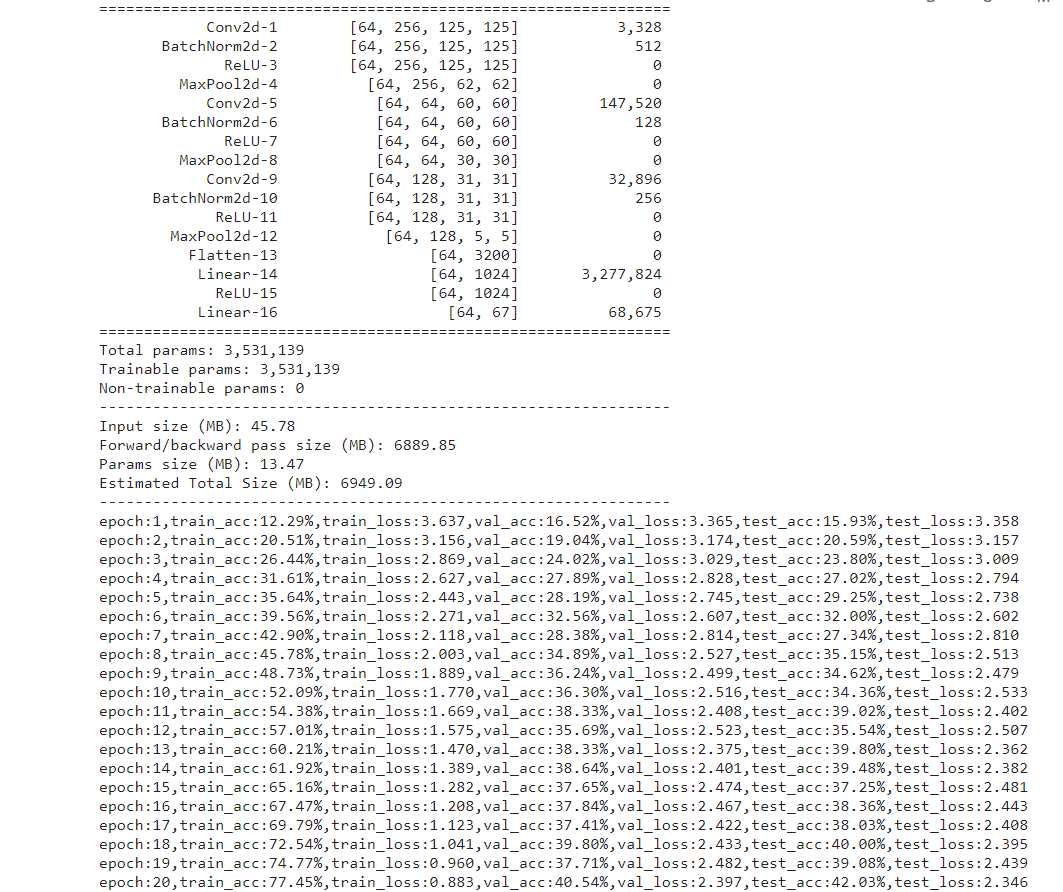 ================================================================
Conv2d-1 [64, 256, 125, 125] 3,328
BatchNorm2d-2 [64, 256, 125, 125] 512
ReLU-3 [64, 256, 125, 125] 0
MaxPool2d-4 [64, 256, 62, 62] 0
Conv2d-5 [64, 64, 60, 60] 147,520
BatchNorm2d-6 [64, 64, 60, 60] 128
ReLU-7 [64, 64, 60, 60] 0
MaxPool2d-8 [64, 64, 30, 30] 0
Conv2d-9 [64, 128, 31, 31] 32,896
BatchNorm2d-10 [64, 128, 31, 31] 256
ReLU-11 [64, 128, 31, 31] 0
MaxPool2d-12 [64, 128, 5, 5] 0
Flatten-13 [64, 3200] 0
Linear-14 [64, 1024] 3,277,824
ReLU-15 [64, 1024] 0
Linear-16 [64, 67] 68,675
================================================================
Total params: 3,531,139
Trainable params: 3,531,139
Non-trainable params: 0
----------------------------------------------------------------
Input size (MB): 45.78
Forward/backward pass size (MB): 6889.85
Params size (MB): 13.47
Estimated Total Size (MB): 6949.09
----------------------------------------------------------------
epoch:1,train_acc:12.29%,train_loss:3.637,val_acc:16.52%,val_loss:3.365,test_acc:15.93%,test_loss:3.358
epoch:2,train_acc:20.51%,train_loss:3.156,val_acc:19.04%,val_loss:3.174,test_acc:20.59%,test_loss:3.157
epoch:3,train_acc:26.44%,train_loss:2.869,val_acc:24.02%,val_loss:3.029,test_acc:23.80%,test_loss:3.009
epoch:4,train_acc:31.61%,train_loss:2.627,val_acc:27.89%,val_loss:2.828,test_acc:27.02%,test_loss:2.794
epoch:5,train_acc:35.64%,train_loss:2.443,val_acc:28.19%,val_loss:2.745,test_acc:29.25%,test_loss:2.738
epoch:6,train_acc:39.56%,train_loss:2.271,val_acc:32.56%,val_loss:2.607,test_acc:32.00%,test_loss:2.602
epoch:7,train_acc:42.90%,train_loss:2.118,val_acc:28.38%,val_loss:2.814,test_acc:27.34%,test_loss:2.810
epoch:8,train_acc:45.78%,train_loss:2.003,val_acc:34.89%,val_loss:2.527,test_acc:35.15%,test_loss:2.513
epoch:9,train_acc:48.73%,train_loss:1.889,val_acc:36.24%,val_loss:2.499,test_acc:34.62%,test_loss:2.479
epoch:10,train_acc:52.09%,train_loss:1.770,val_acc:36.30%,val_loss:2.516,test_acc:34.36%,test_loss:2.533
epoch:11,train_acc:54.38%,train_loss:1.669,val_acc:38.33%,val_loss:2.408,test_acc:39.02%,test_loss:2.402
epoch:12,train_acc:57.01%,train_loss:1.575,val_acc:35.69%,val_loss:2.523,test_acc:35.54%,test_loss:2.507
epoch:13,train_acc:60.21%,train_loss:1.470,val_acc:38.33%,val_loss:2.375,test_acc:39.80%,test_loss:2.362
epoch:14,train_acc:61.92%,train_loss:1.389,val_acc:38.64%,val_loss:2.401,test_acc:39.48%,test_loss:2.382
epoch:15,train_acc:65.16%,train_loss:1.282,val_acc:37.65%,val_loss:2.474,test_acc:37.25%,test_loss:2.481
epoch:16,train_acc:67.47%,train_loss:1.208,val_acc:37.84%,val_loss:2.467,test_acc:38.36%,test_loss:2.443
epoch:17,train_acc:69.79%,train_loss:1.123,val_acc:37.41%,val_loss:2.422,test_acc:38.03%,test_loss:2.408
epoch:18,train_acc:72.54%,train_loss:1.041,val_acc:39.80%,val_loss:2.433,test_acc:40.00%,test_loss:2.395
epoch:19,train_acc:74.77%,train_loss:0.960,val_acc:37.71%,val_loss:2.482,test_acc:39.08%,test_loss:2.439
epoch:20,train_acc:77.45%,train_loss:0.883,val_acc:40.54%,val_loss:2.397,test_acc:42.03%,test_loss:2.346